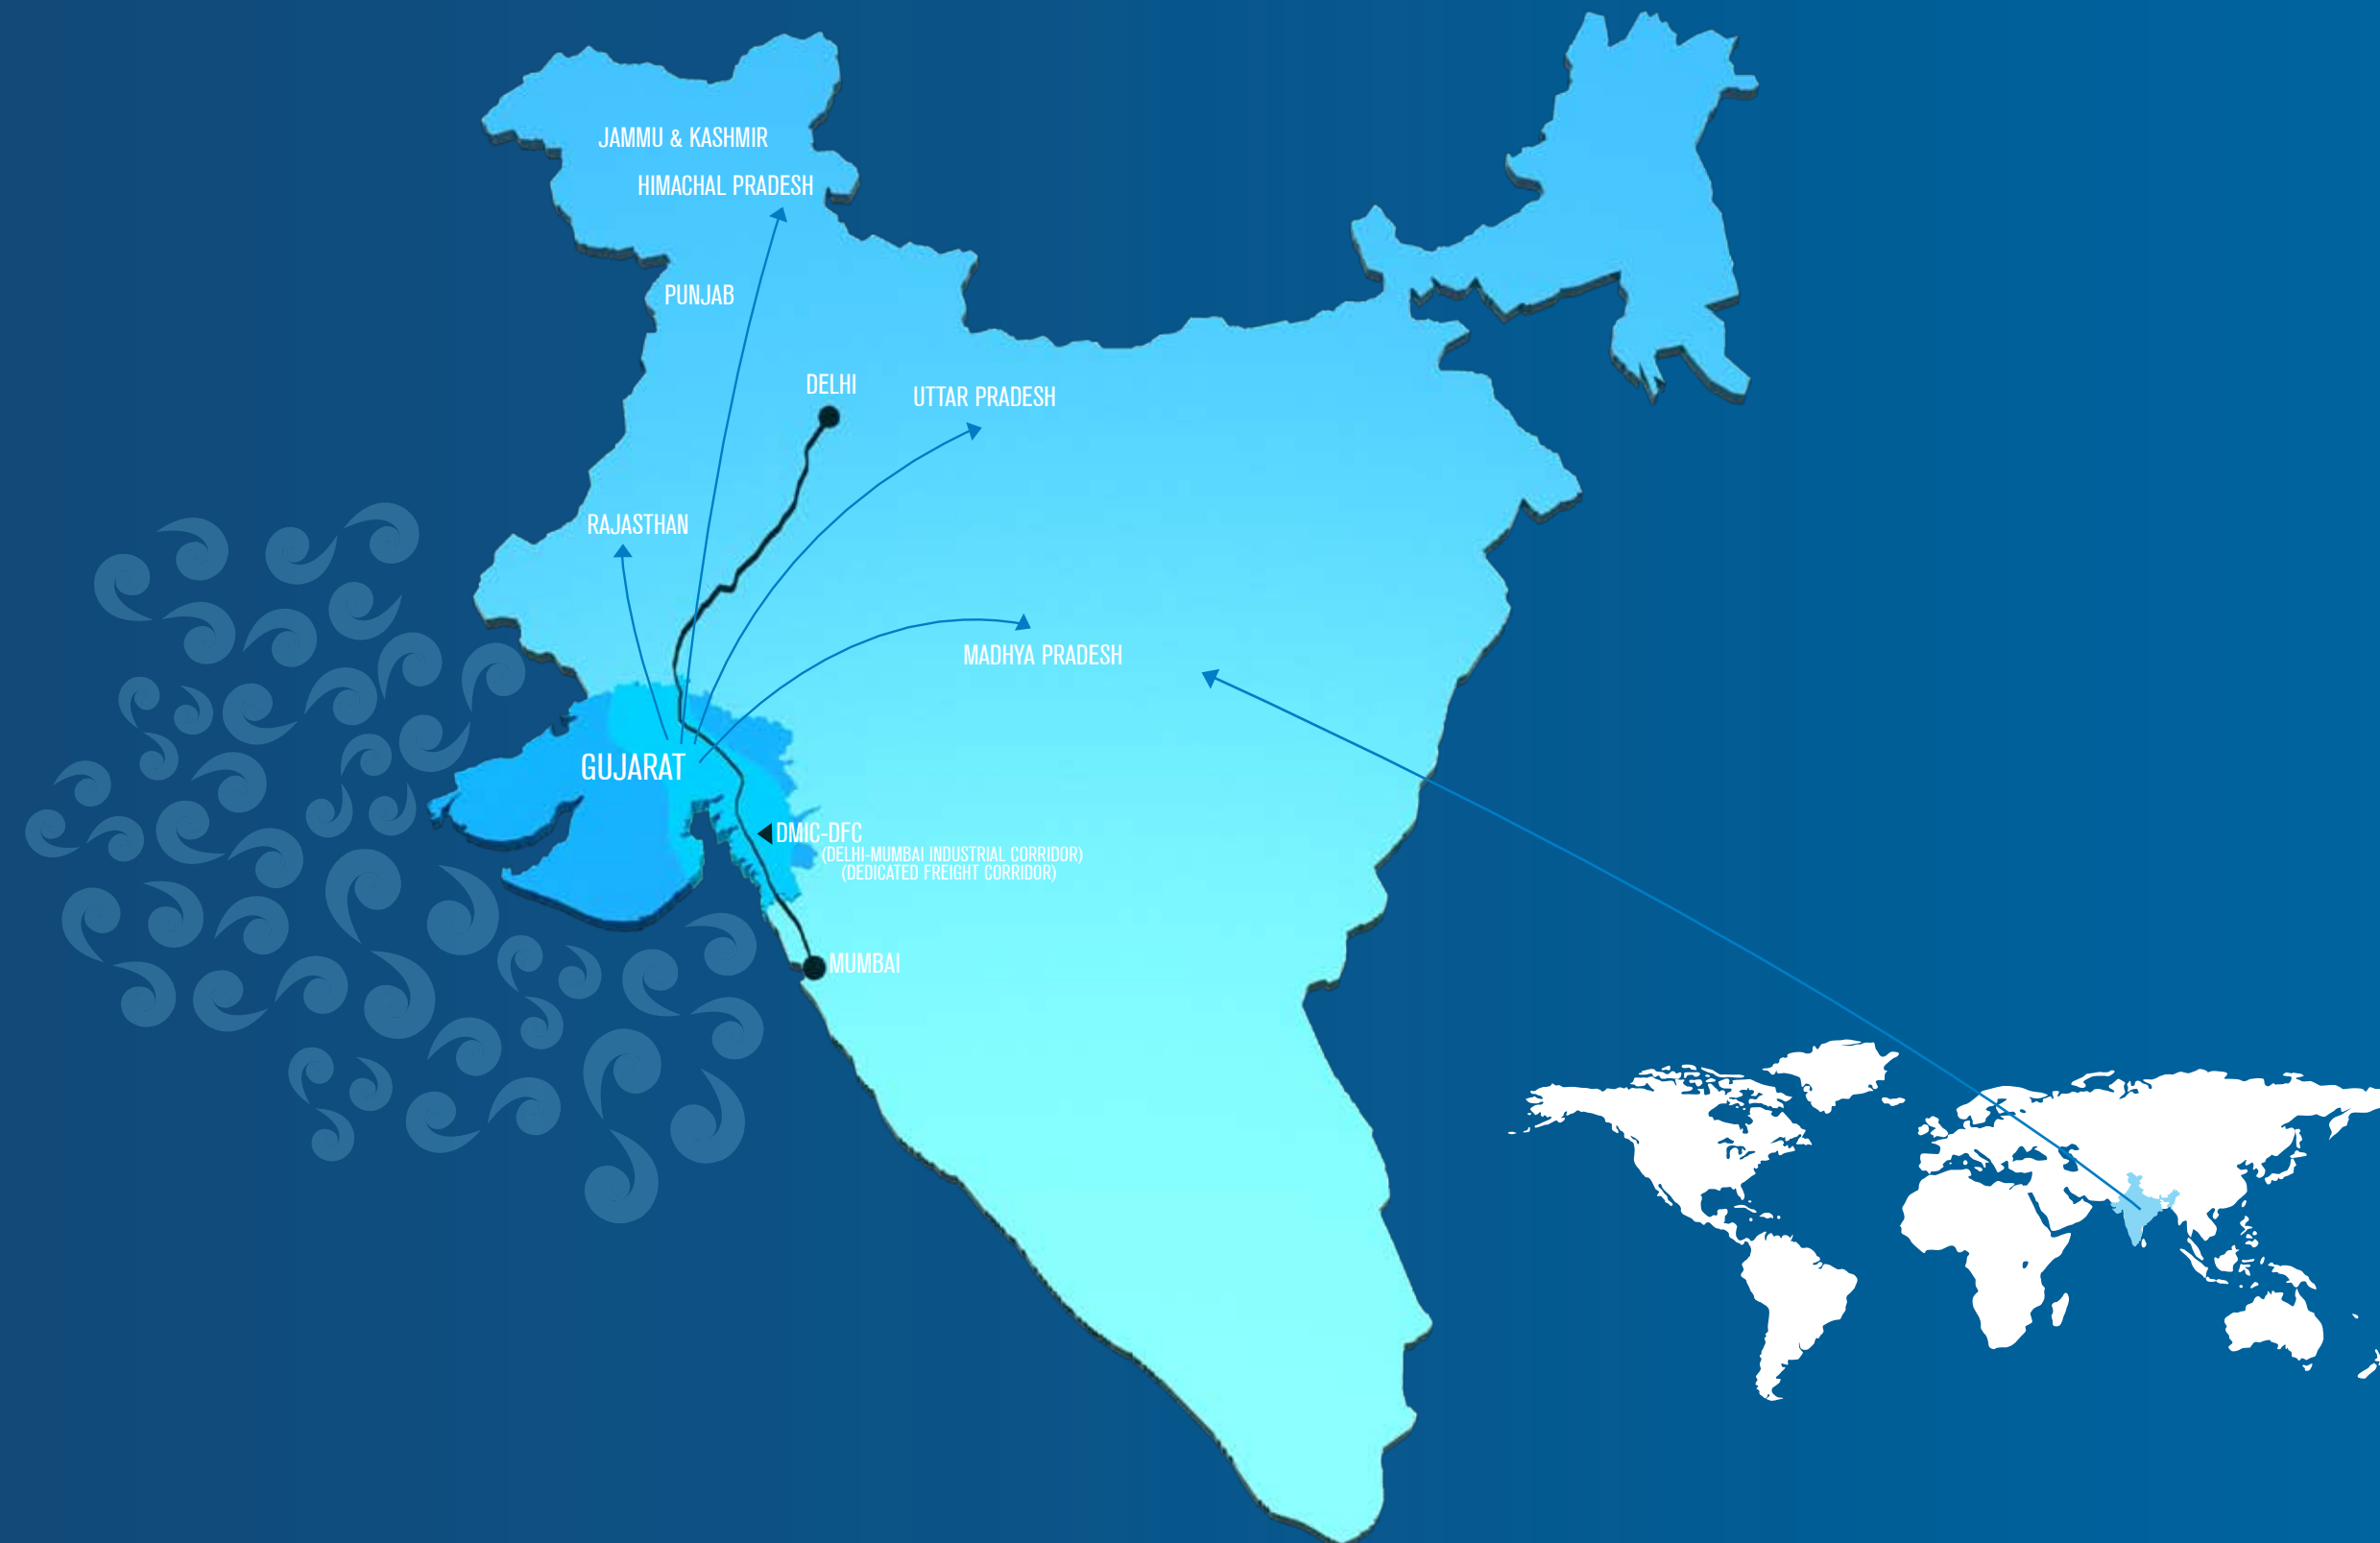 JAMMU & KASHMIR
HIMACHAL PRADESH
PUNJAB
DELHI
UTTAR PRADESH
RAJASTHAN
MADHYA PRADESH
GUJARAT
DMIC-DFC
(DELHI-MUMBAI INDUSTRIAL CORRIDOR)
(DEDICATED FREIGHT CORRIDOR)
MUMBAI